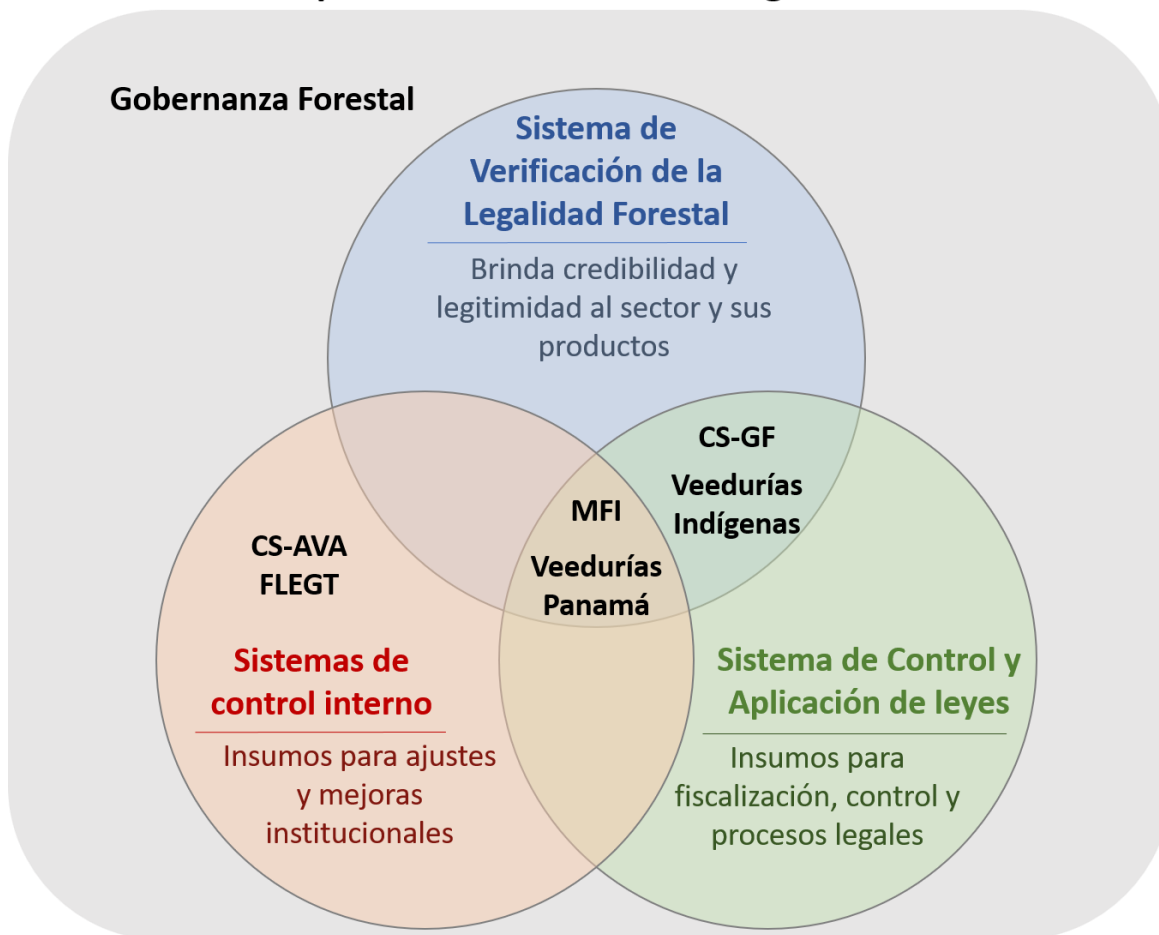 Gobernanza Forestal
Sistema de
Verificación de la
Legalidad Forestal
Brinda credibilidad y
legitimidad al sector y sus
productos
CS-GF
Veedurías
Indígenas
MFI
Veedurías
Panamá
CS-AVA
FLEGT
Sistemas de
control interno
Insumos para ajustes
y mejoras
institucionales
Sistema de Control y
Aplicación de leyes
Insumos para
fiscalización, control y
procesos legales